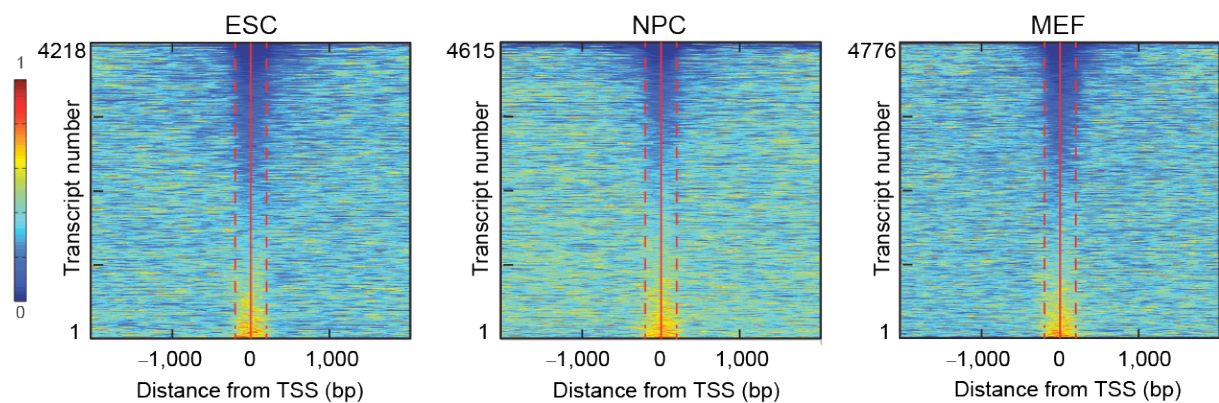 ESC
NPC
MEF
1
0
4218
Transcript number
1
–1,000 0 1,000
Distance from TSS (bp)
4615
Transcript number
1
–1,000 0 1,000
Distance from TSS (bp)
4776
Transcript number
1
–1,000 0 1,000
Distance from TSS (bp)